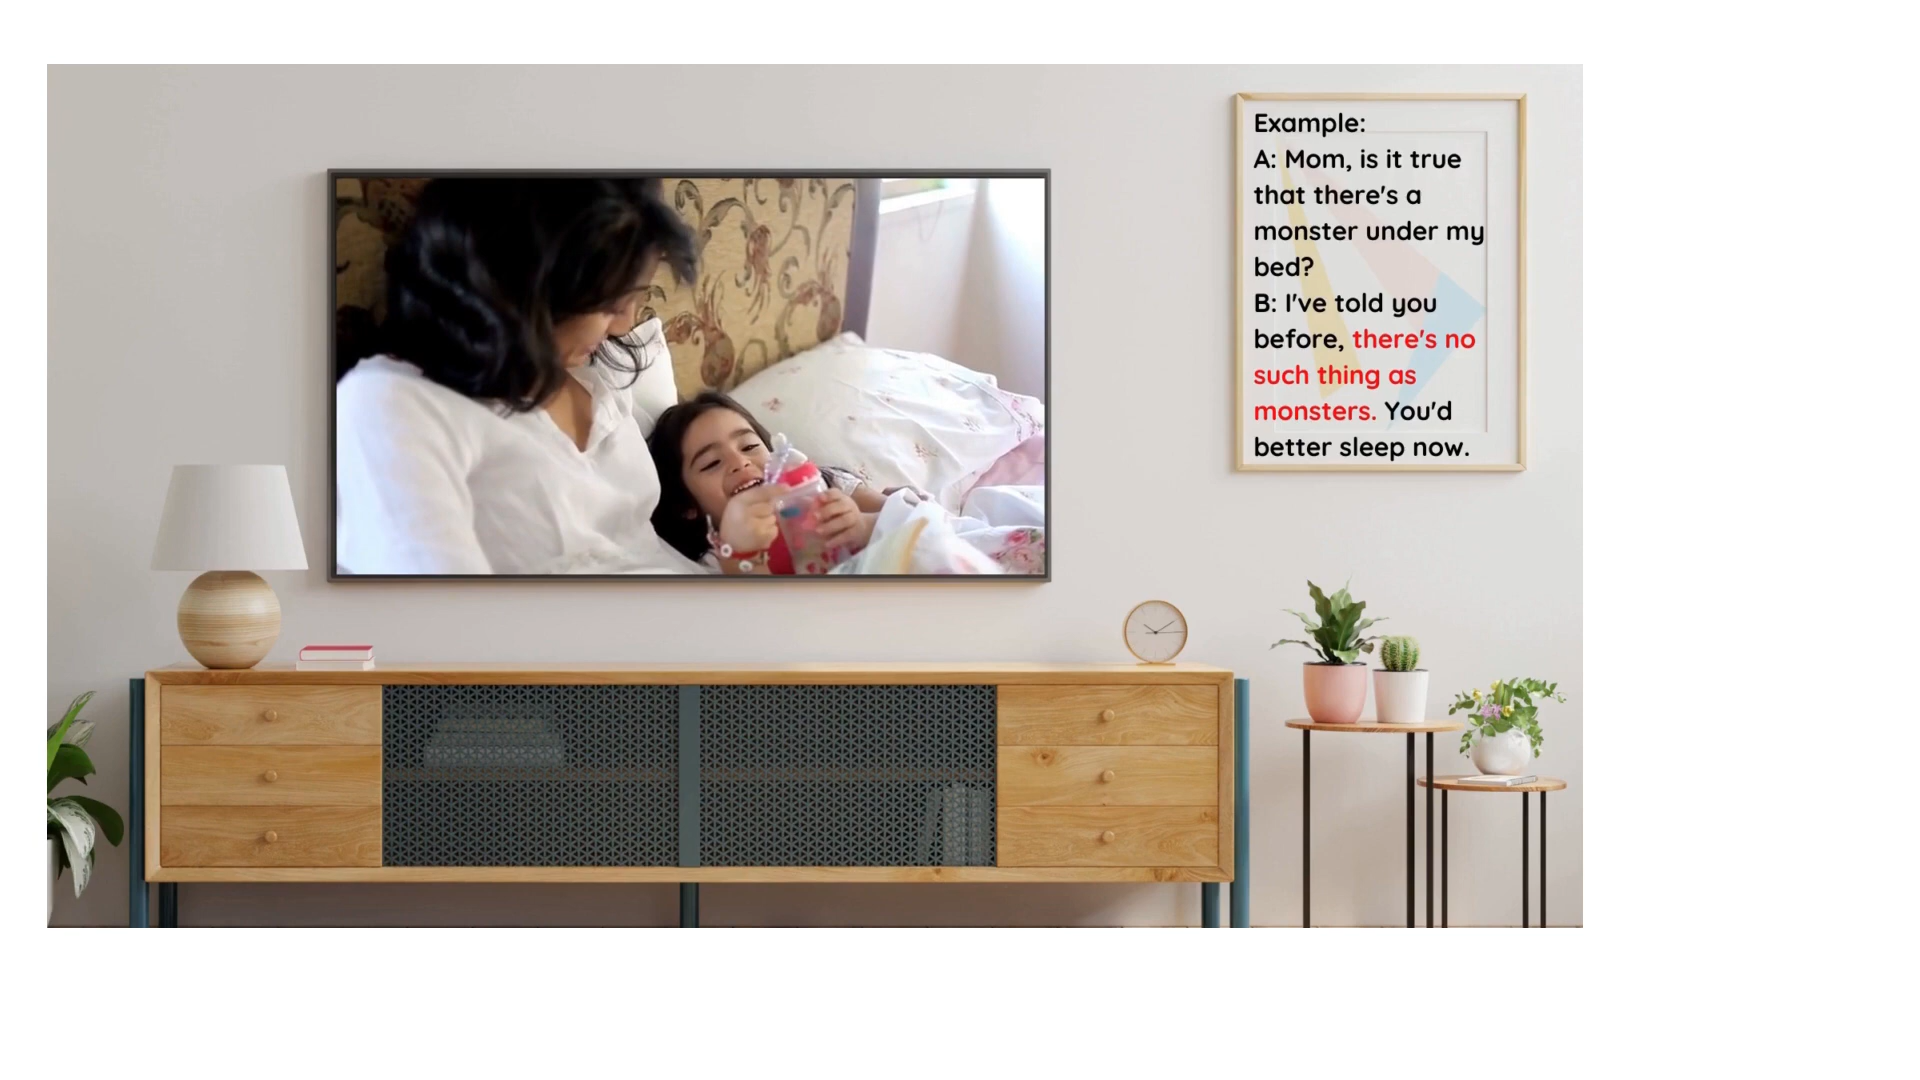 Example:
A: Mom, is it true
that there's a
monster under my
bed?
B: I've told you
before, there's no
such thing as
monsters. You'd
better sleep now.